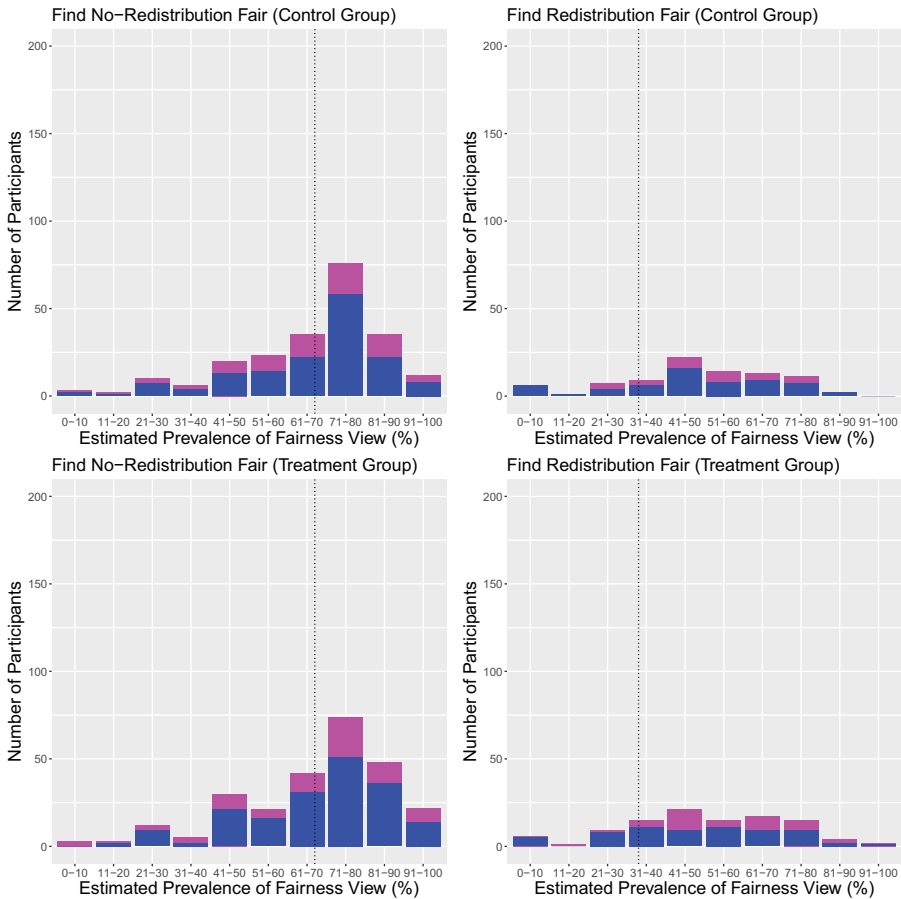 Find No−Redistribution Fair (Control Group)
Number of Participants
200
150
100
50
0
0−10 11−20 21−30 31−40 41−50 51−60 61−70 71−80 81−90 91−100
Estimated Prevalence of Fairness View (%)
Find Redistribution Fair (Control Group)
Number of Participants
200
150
100
50
0
0−10 11−20 21−30 31−40 41−50 51−60 61−70 71−80 81−90 91−100
Estimated Prevalence of Fairness View (%)
Find No−Redistribution Fair (Treatment Group)
Number of Participants
200
150
100
50
0
0−10 11−20 21−30 31−40 41−50 51−60 61−70 71−80 81−90 91−100
Estimated Prevalence of Fairness View (%)
Find Redistribution Fair (Treatment Group)
Number of Participants
200
150
100
50
0
0−10 11−20 21−30 31−40 41−50 51−60 61−70 71−80 81−90 91−100
Estimated Prevalence of Fairness View (%)